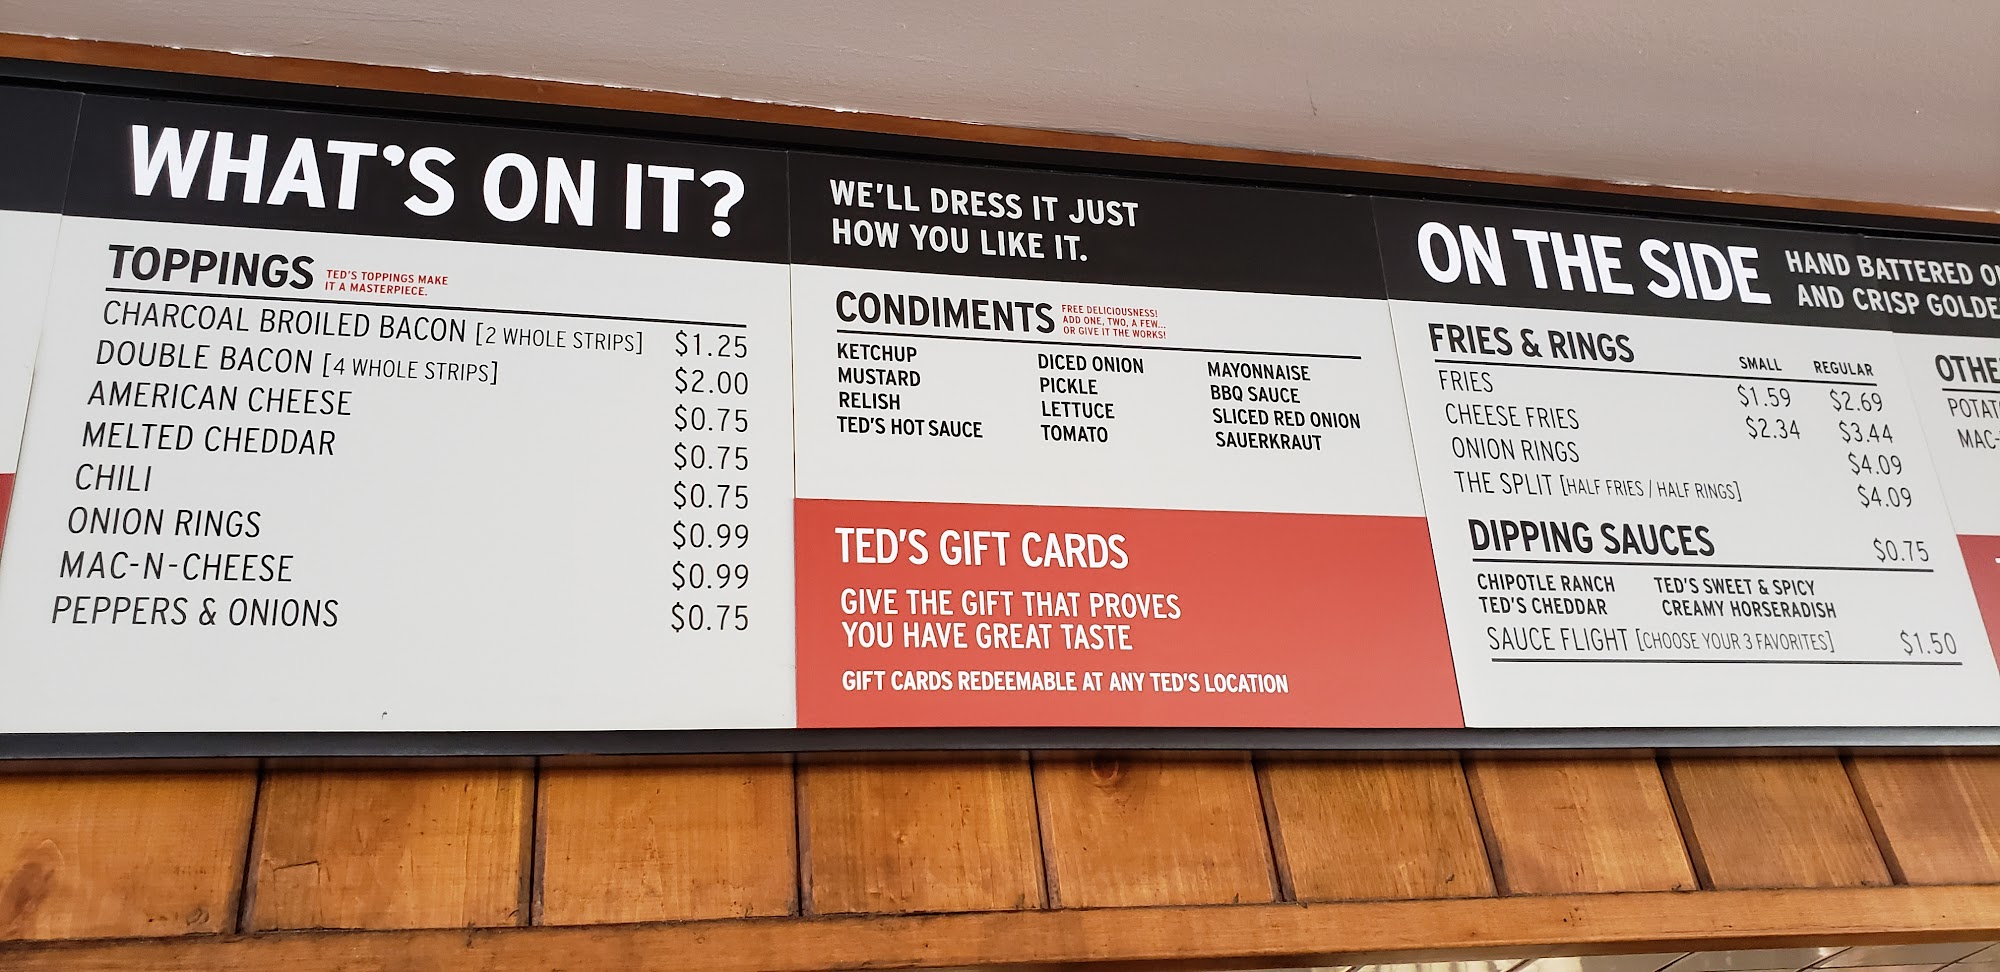 WHAT'S ON IT?
TOPPINGS
TED'S TOPPINGS MAKE
IT A MASTERPIECE.
CHARCOAL BROILED BACON [2 WHOLE STRIPS] $1.25
DOUBLE BACON [4 WHOLE STRIPS] $2.00
AMERICAN CHEESE $0.75
MELTED CHEDDAR $0.75
CHILI $0.75
ONION RINGS $0.99
MAC-N-CHEESE $0.99
PEPPERS & ONIONS $0.75
WE'LL DRESS IT JUST
HOW YOU LIKE IT.
CONDIMENTS
FREE DELICIOUSNESS!
ADD ONE, TWO, A FEW...
OR GIVE IT THE WORKS!
KETCHUP
MUSTARD
RELISH
TED'S HOT SAUCE
DICED ONION
PICKLE
LETTUCE
TOMATO
MAYONNAISE
BBQ SAUCE
SLICED RED ONION
SAUERKRAUT
TED'S GIFT CARDS
GIVE THE GIFT THAT PROVES
YOU HAVE GREAT TASTE
GIFT CARDS REDEEMABLE AT ANY TED'S LOCATION
ON THE SIDE
HAND BATTERED
AND CRISP
FRIES & RINGS SMALL REGULAR
FRIES $1.59 $2.69
CHEESE FRIES $2.34 $3.44
ONION RINGS $4.09
THE SPLIT [HALF FRIES / HALF RINGS] $4.09
DIPPING SAUCES $0.75
CHIPOTLE RANCH TED'S SWEET & SPICY
TED'S CHEDDAR CREAMY HORSERADISH
SAUCE FLIGHT [CHOOSE YOUR 3 FAVORITES] $1.50